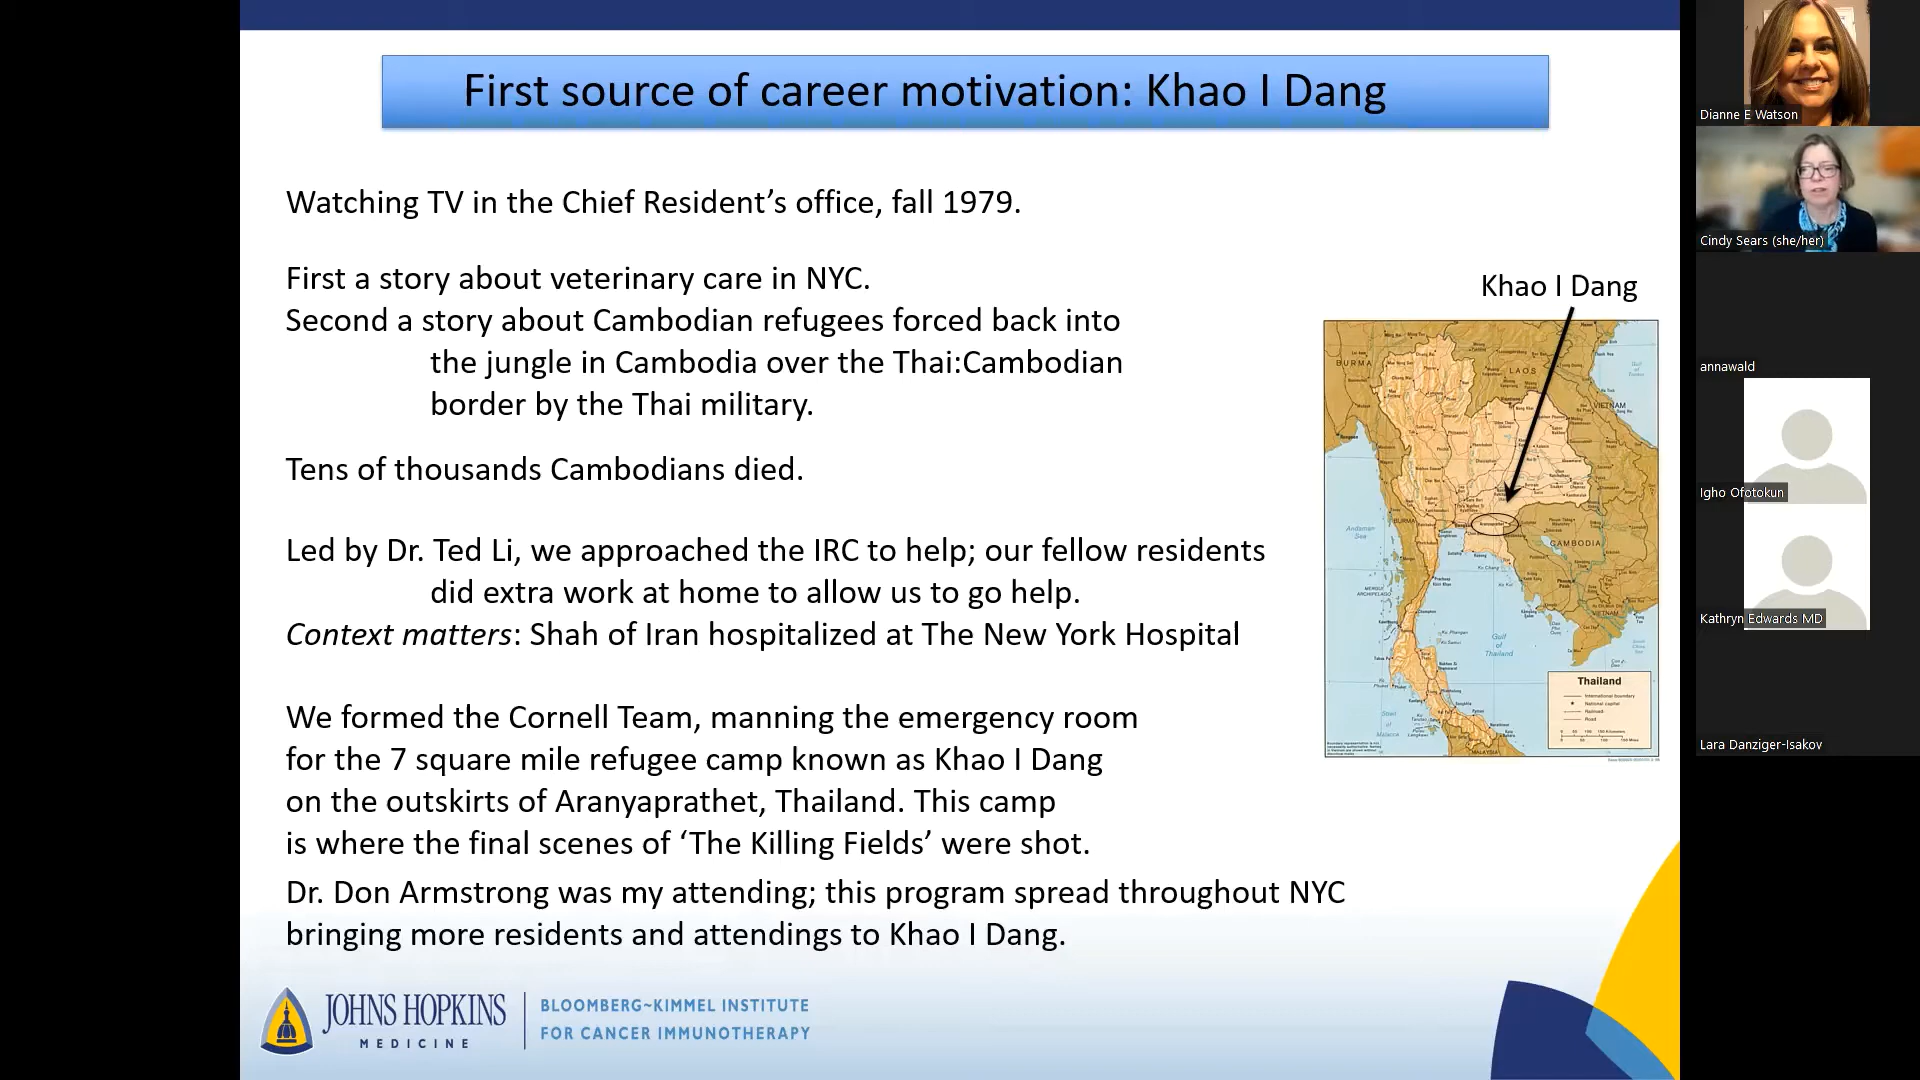 First source of career motivation: Khao I Dang
Watching TV in the Chief Resident’s office, fall 1979.
First a story about veterinary care in NYC.
Second a story about Cambodian refugees forced back into
the jungle in Cambodia over the Thai:Cambodian
border by the Thai military.
Tens of thousands Cambodians died.
Led by Dr. Ted Li, we approached the IRC to help; our fellow residents
did extra work at home to allow us to go help.
Context matters: Shah of Iran hospitalized at The New York Hospital
We formed the Cornell Team, manning the emergency room
for the 7 square mile refugee camp known as Khao I Dang
on the outskirts of Aranyaprathet, Thailand. This camp
is where the final scenes of ‘The Killing Fields’ were shot.
Dr. Don Armstrong was my attending; this program spread throughout NYC
bringing more residents and attendings to Khao I Dang.
Khao I Dang
BURMA
LAOS
VIETNAM
BURMA
Andaman
Sea
CAMBODIA
Gulf
of
Thailand
VIETNAM
MALAYSIA
Thailand
International boundary
National capital
Railroad
Road
JOHNS HOPKINS
MEDICINE
BLOOMBERG~KIMMEL INSTITUTE
FOR CANCER IMMUNOTHERAPY
Dianne E Watson
Cindy Sears (she/her)
annawald
Igho Ofotokun
Kathryn Edwards MD
Lara Danziger-Isakov